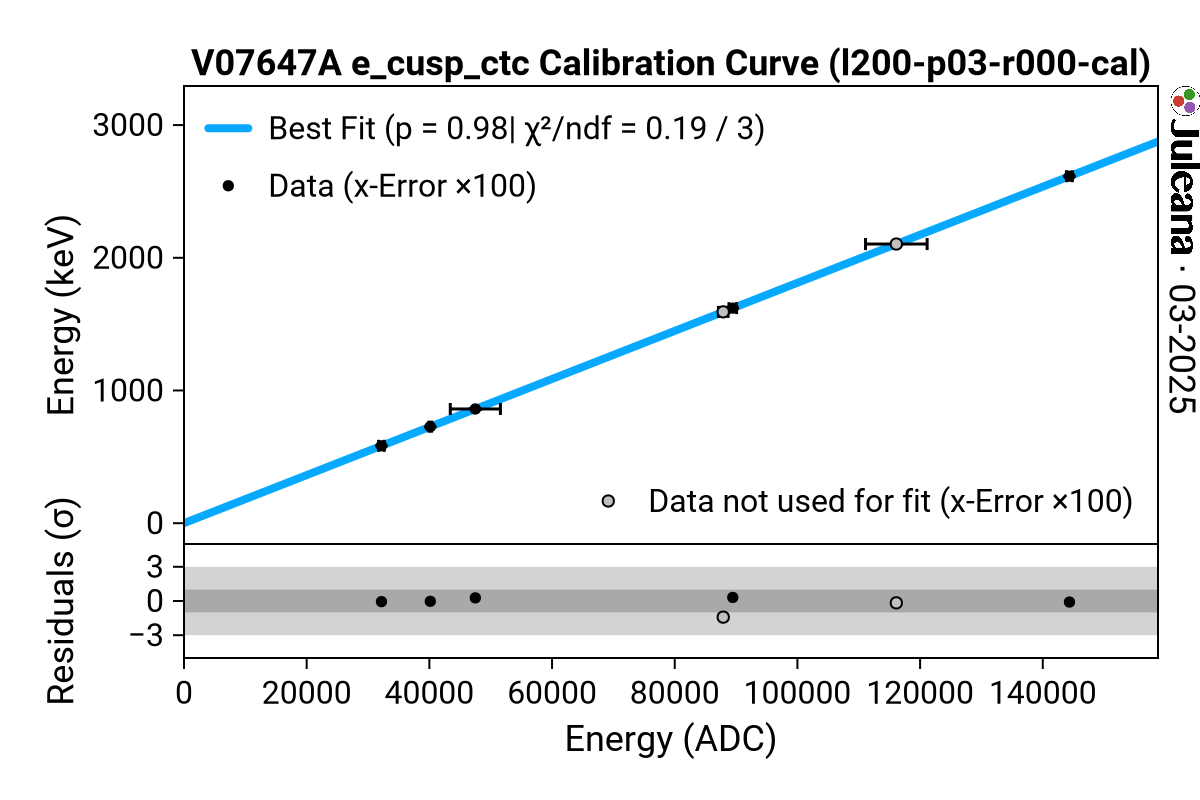 V07647A e_cusp_ctc Calibration Curve (l200-p03-r000-cal)
Best Fit (p = 0.98| χ²/ndf = 0.19 / 3)
Data (x-Error ×100)
Data not used for fit (x-Error ×100)
Energy (keV)
3000
2000
1000
0
Residuals (σ)
3
0
−3
0 20000 40000 60000 80000 100000 120000 140000
Energy (ADC)
Juleana · 03-2025